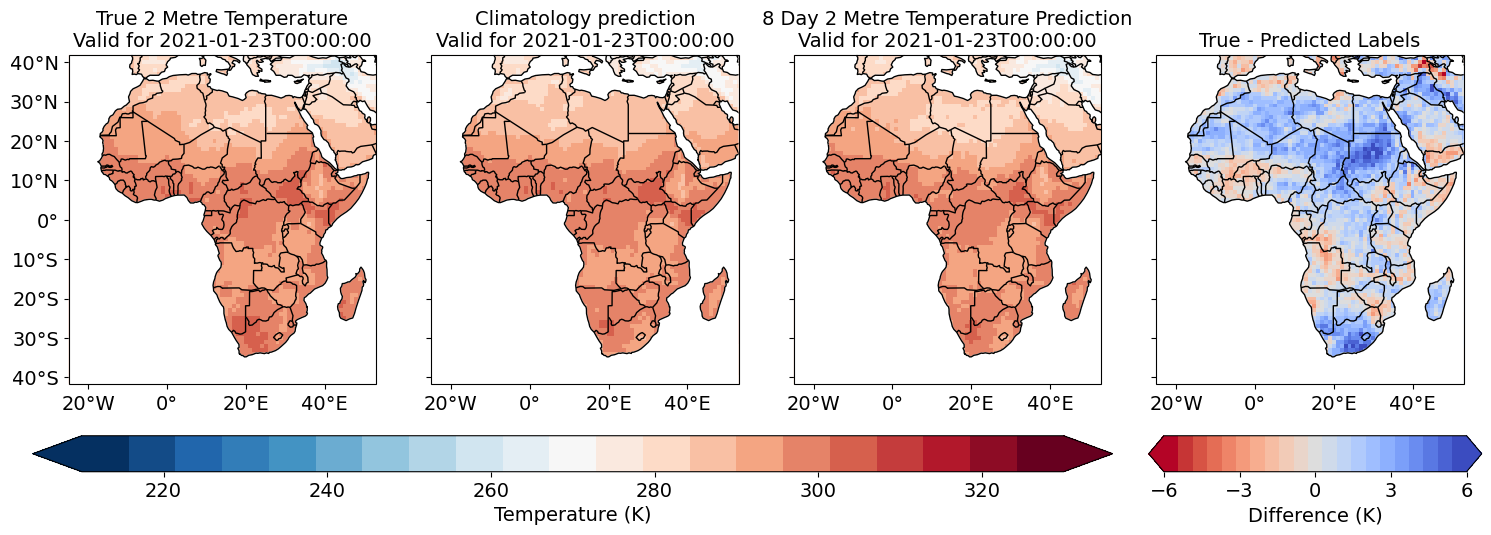 True 2 Metre Temperature
Valid for 2021-01-23T00:00:00
Climatology prediction
Valid for 2021-01-23T00:00:00
8 Day 2 Metre Temperature Prediction
Valid for 2021-01-23T00:00:00
True - Predicted Labels
40°N
30°N
20°N
10°N
0°
10°S
20°S
30°S
40°S
20°W 0° 20°E 40°E
20°W 0° 20°E 40°E
20°W 0° 20°E 40°E
20°W 0° 20°E 40°E
220 240 260 280 300 320
Temperature (K)
−6 −3 0 3 6
Difference (K)